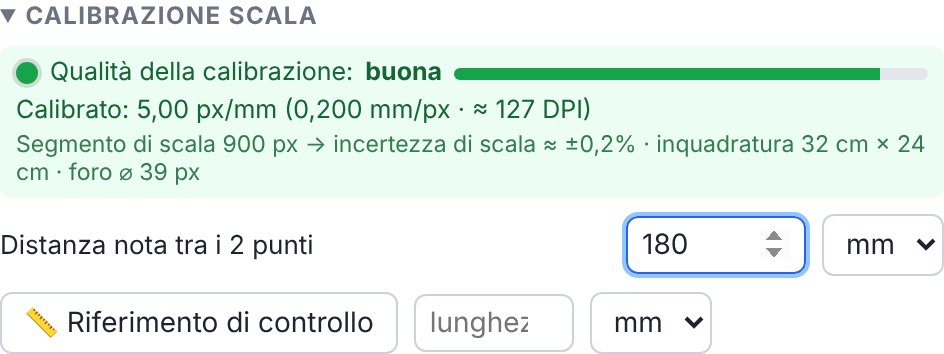 ▼ CALIBRAZIONE SCALA
Qualità della calibrazione: buona
Calibrato: 5,00 px/mm (0,200 mm/px · ≈ 127 DPI)
Segmento di scala 900 px → incertezza di scala ≈ ±0,2% · inquadratura 32 cm × 24
cm · foro ⌀ 39 px
Distanza nota tra i 2 punti 180 mm
📏 Riferimento di controllo lunghez mm